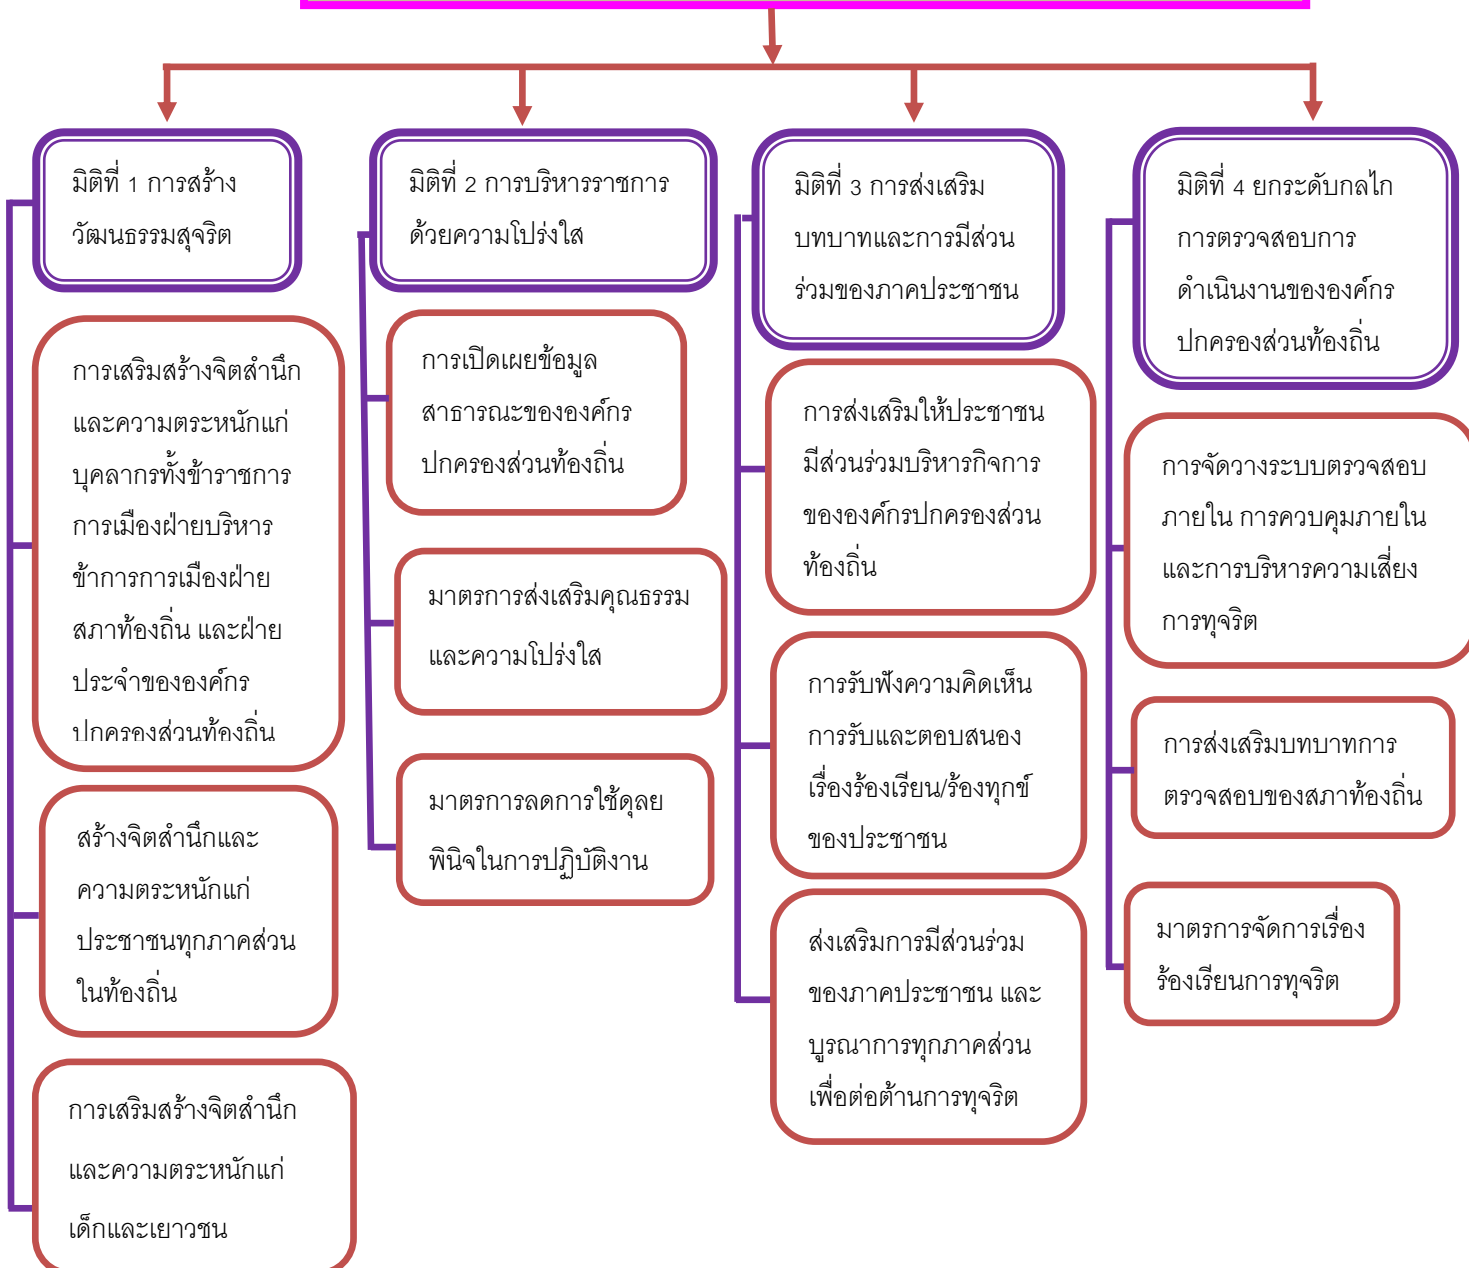 มิติที่ 1 การสร้าง
วัฒนธรรมสุจริต
การเสริมสร้างจิตสำนึก
และความตระหนักแก่
บุคลากรทั้งข้าราชการ
การเมืองฝ่ายบริหาร
ข้าการการเมืองฝ่าย
สภาท้องถิ่น และฝ่าย
ประจำขององค์กร
ปกครองส่วนท้องถิ่น
สร้างจิตสำนึกและ
ความตระหนักแก่
ประชาชนทุกภาคส่วน
ในท้องถิ่น
การเสริมสร้างจิตสำนึก
และความตระหนักแก่
เด็กและเยาวชน
มิติที่ 2 การบริหารราชการ
ด้วยความโปร่งใส
การเปิดเผยข้อมูล
สาธารณะขององค์กร
ปกครองส่วนท้องถิ่น
มาตรการส่งเสริมคุณธรรม
และความโปร่งใส
มาตรการลดการใช้ดุลย
พินิจในการปฏิบัติงาน
มิติที่ 3 การส่งเสริม
บทบาทและการมีส่วน
ร่วมของภาคประชาชน
การส่งเสริมให้ประชาชน
มีส่วนร่วมบริหารกิจการ
ขององค์กรปกครองส่วน
ท้องถิ่น
การรับฟังความคิดเห็น
การรับและตอบสนอง
เรื่องร้องเรียน/ร้องทุกข์
ของประชาชน
ส่งเสริมการมีส่วนร่วม
ของภาคประชาชน และ
บูรณาการทุกภาคส่วน
เพื่อต่อต้านการทุจริต
มิติที่ 4 ยกระดับกลไก
การตรวจสอบการ
ดำเนินงานขององค์กร
ปกครองส่วนท้องถิ่น
การจัดวางระบบตรวจสอบ
ภายใน การควบคุมภายใน
และการบริหารความเสี่ยง
การทุจริต
การส่งเสริมบทบาทการ
ตรวจสอบของสภาท้องถิ่น
มาตรการจัดการเรื่อง
ร้องเรียนการทุจริต